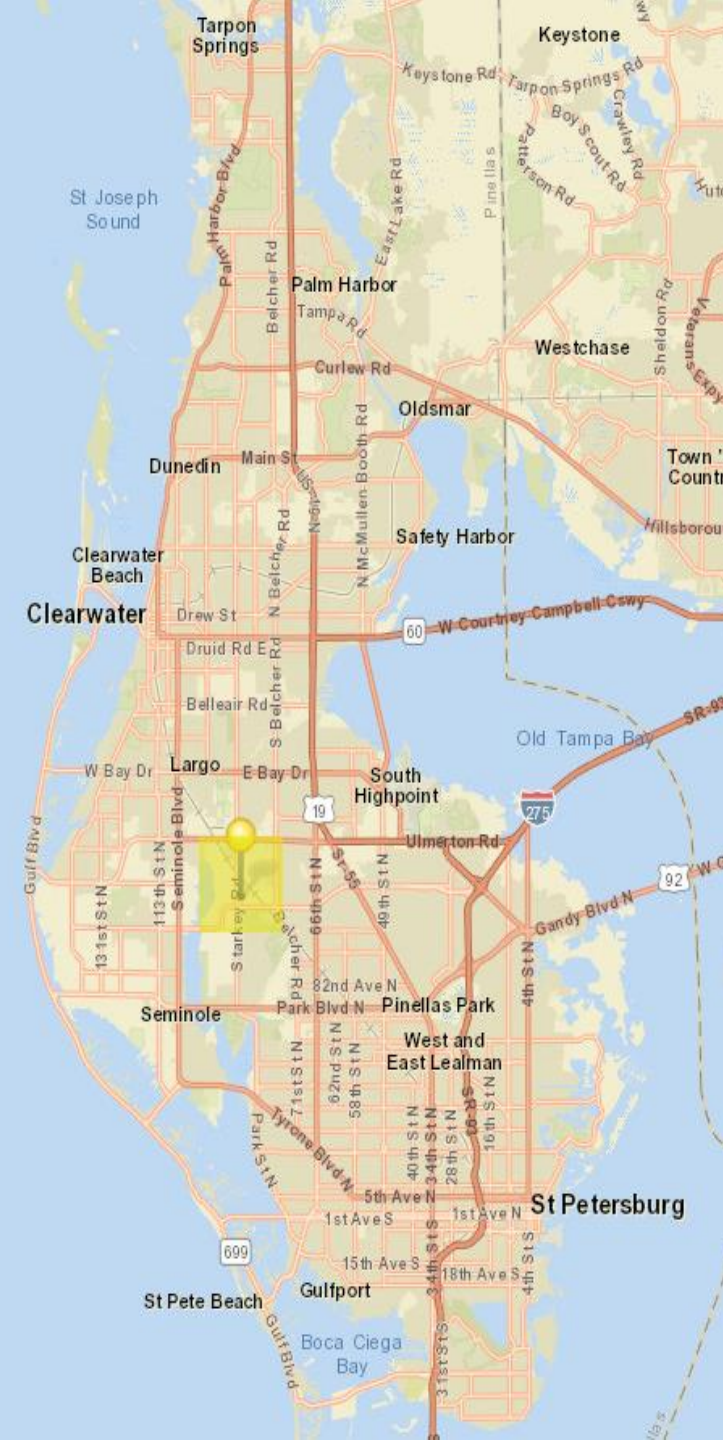 Tarpon
Springs
Keystone
Keystone Rd
Tarpon Springs Rd
Boy Scout Rd
Crawley Rd
Patterson Rd
Pinellas
St Joseph
Sound
Palm Harbor Blvd
East Lake Rd
Belcher Rd
Palm Harbor
Tampa Rd
Sheldon Rd
Veterans Expy
Westchase
Curlew Rd
Oldsmar
Dunedin
Main St
US-19 N
N McMullen Booth Rd
Town
Countr
Hillsborou
Safety Harbor
N Belcher Rd
Clearwater
Beach
Clearwater
Drew St
60
W Courtney Campbell Cswy
Druid Rd E
S Belcher Rd
Belleair Rd
SR-93
Old Tampa Bay
W Bay Dr
Largo
E Bay Dr
South
Highpoint
19
275
Gulf Blvd
Seminole Blvd
113th St N
131st St N
Starkey Rd
Belcher Rd
66th St N
Sr-55
49th St N
Ulmerton Rd
92
Gandy Blvd N
4th St N
82nd Ave N
Seminole
Park Blvd N
Pinellas Park
West and
East Lealman
71st St N
62nd St N
58th St N
40th St N
34th St N
28th St N
SR-93
16th St N
Park St N
Tyrone Blvd N
5th Ave N
St Petersburg
1st Ave S
1st Ave N
699
15th Ave S
34th St S
18th Ave S
4th St S
St Pete Beach
Gulfport
Gulf Blvd
Boca Ciega
Bay
31st St S